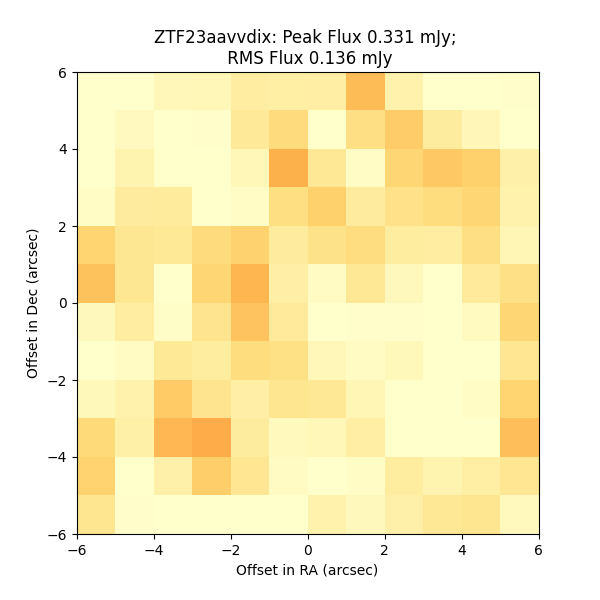 ZTF23aavvdix: Peak Flux 0.331 mJy;
RMS Flux 0.136 mJy
6
4
2
0
−2
−4
−6
Offset in Dec (arcsec)
−6 −4 −2 0 2 4 6
Offset in RA (arcsec)